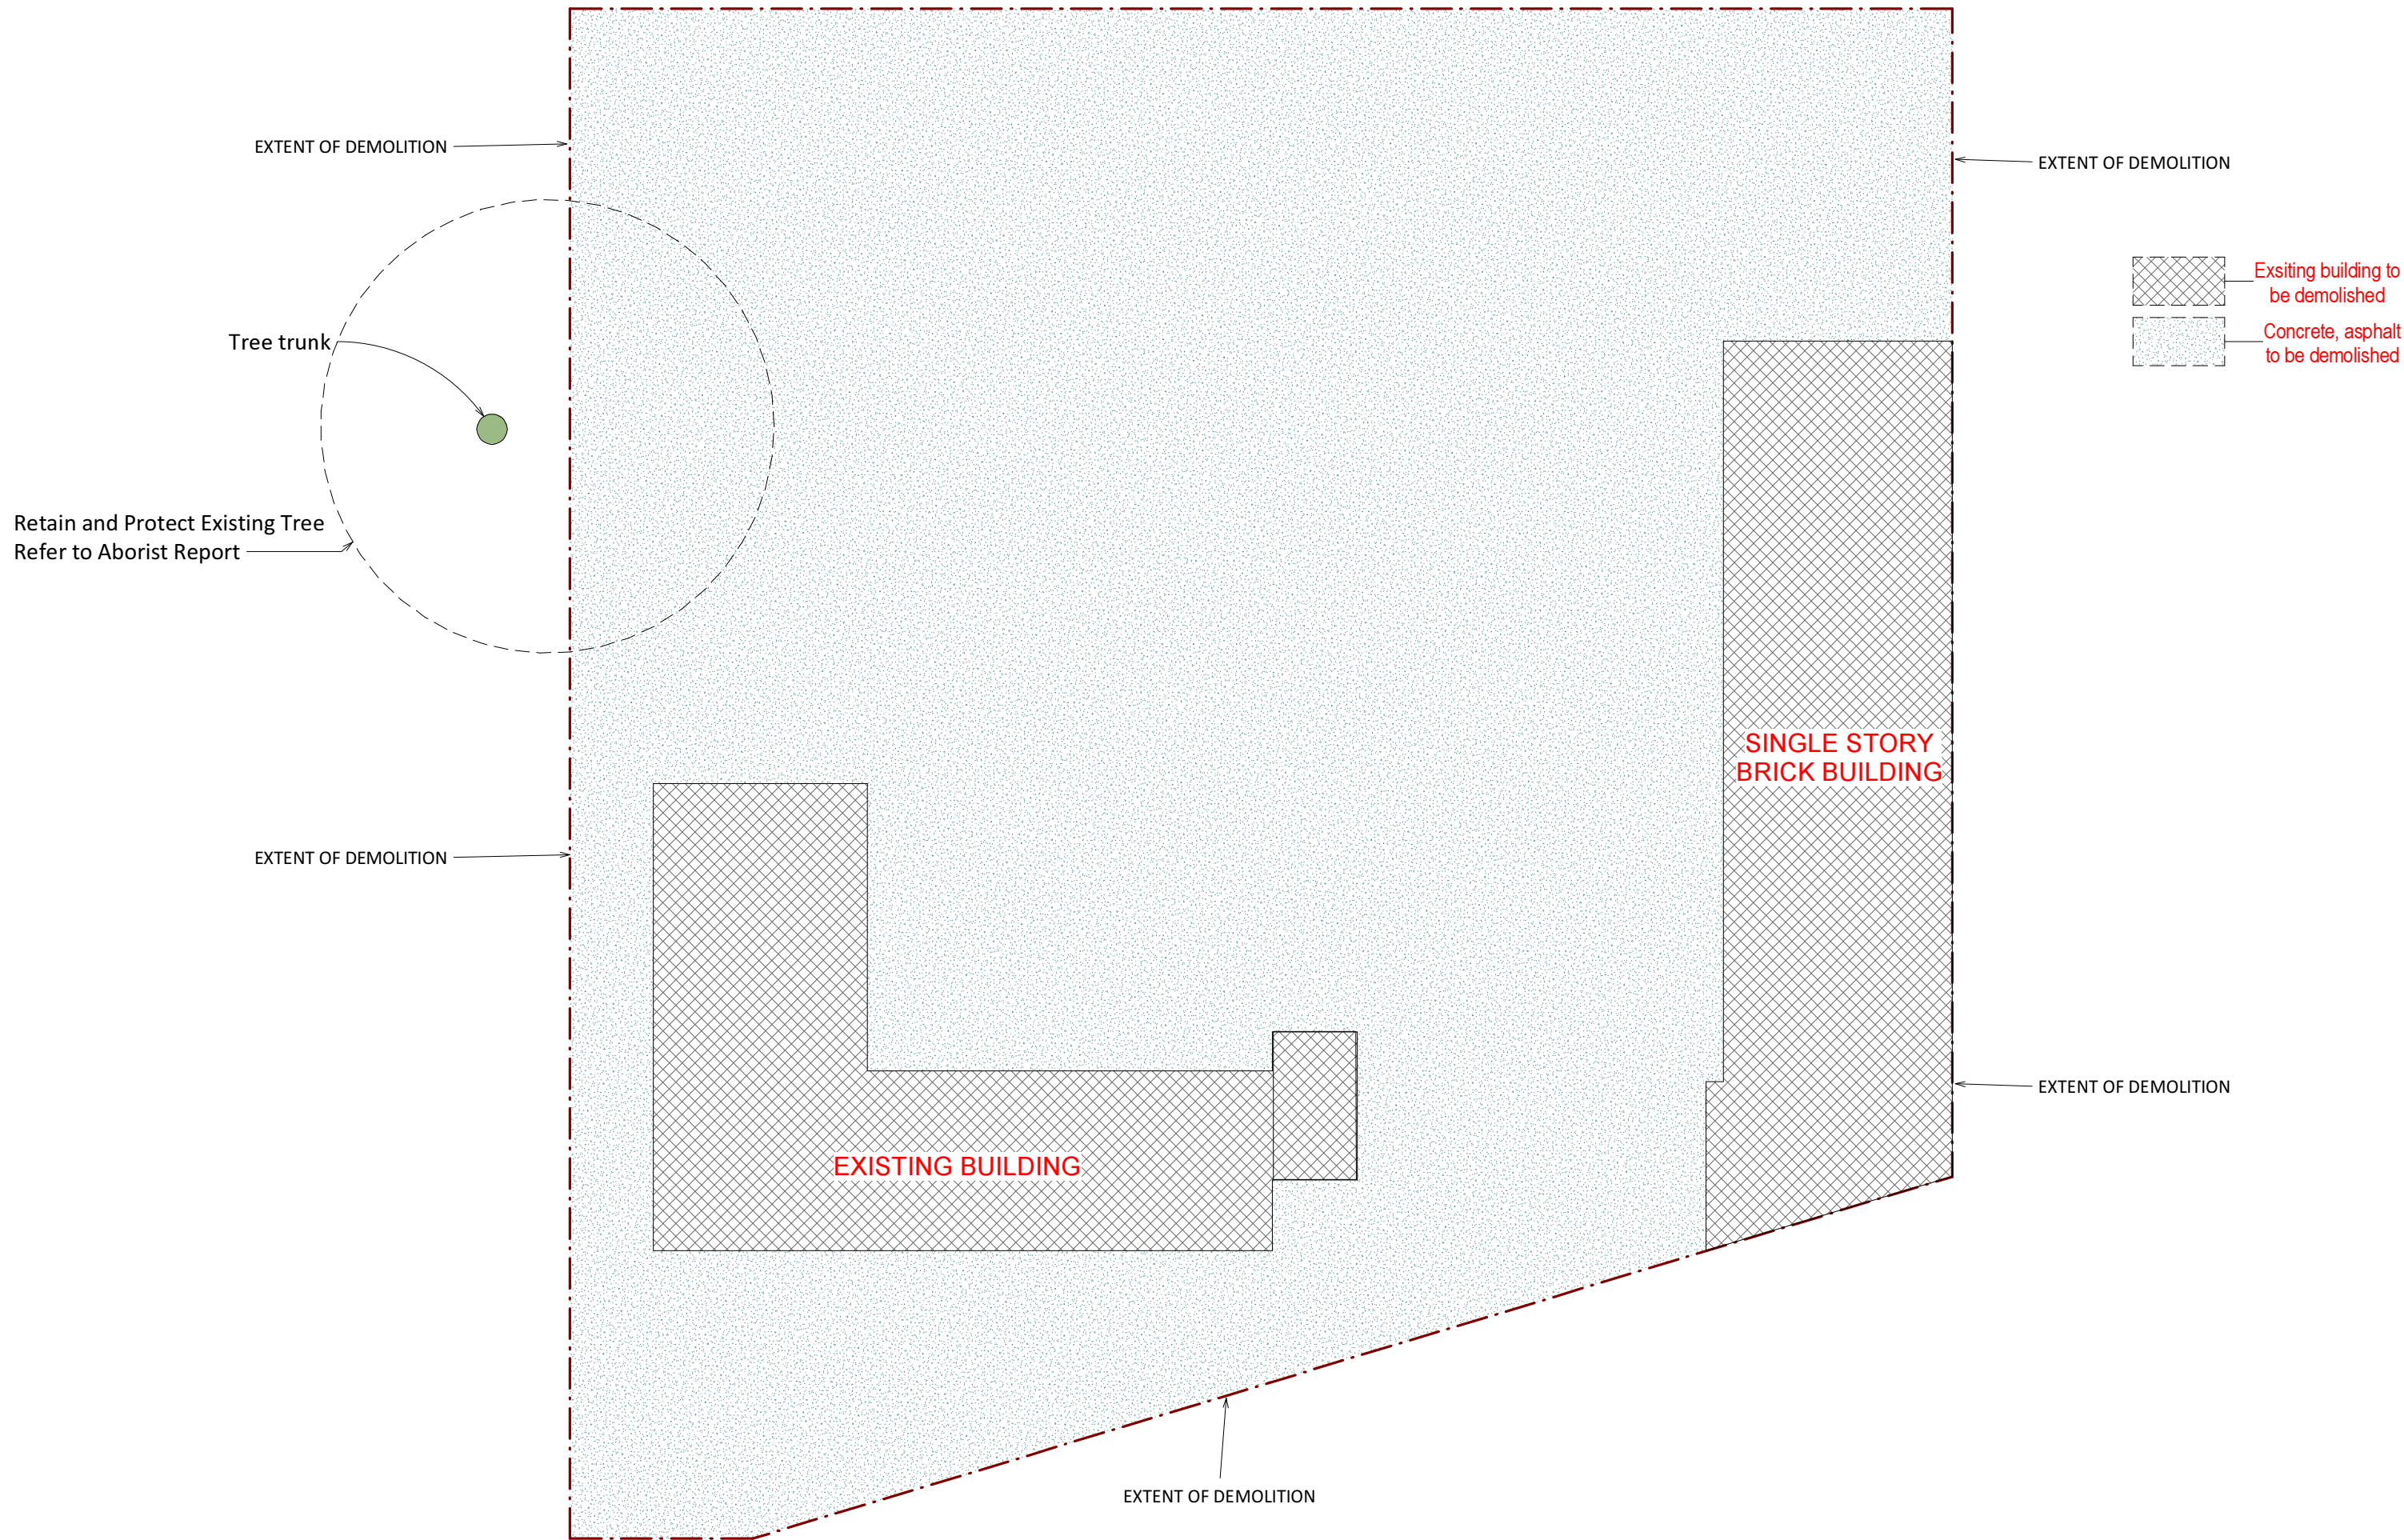 EXTENT OF DEMOLITION
EXTENT OF DEMOLITION
Exsiting building to
be demolished
Concrete, asphalt
to be demolished
Tree trunk
Retain and Protect Existing Tree
Refer to Aborist Report
SINGLE STORY
BRICK BUILDING
EXTENT OF DEMOLITION
EXTENT OF DEMOLITION
EXISTING BUILDING
EXTENT OF DEMOLITION